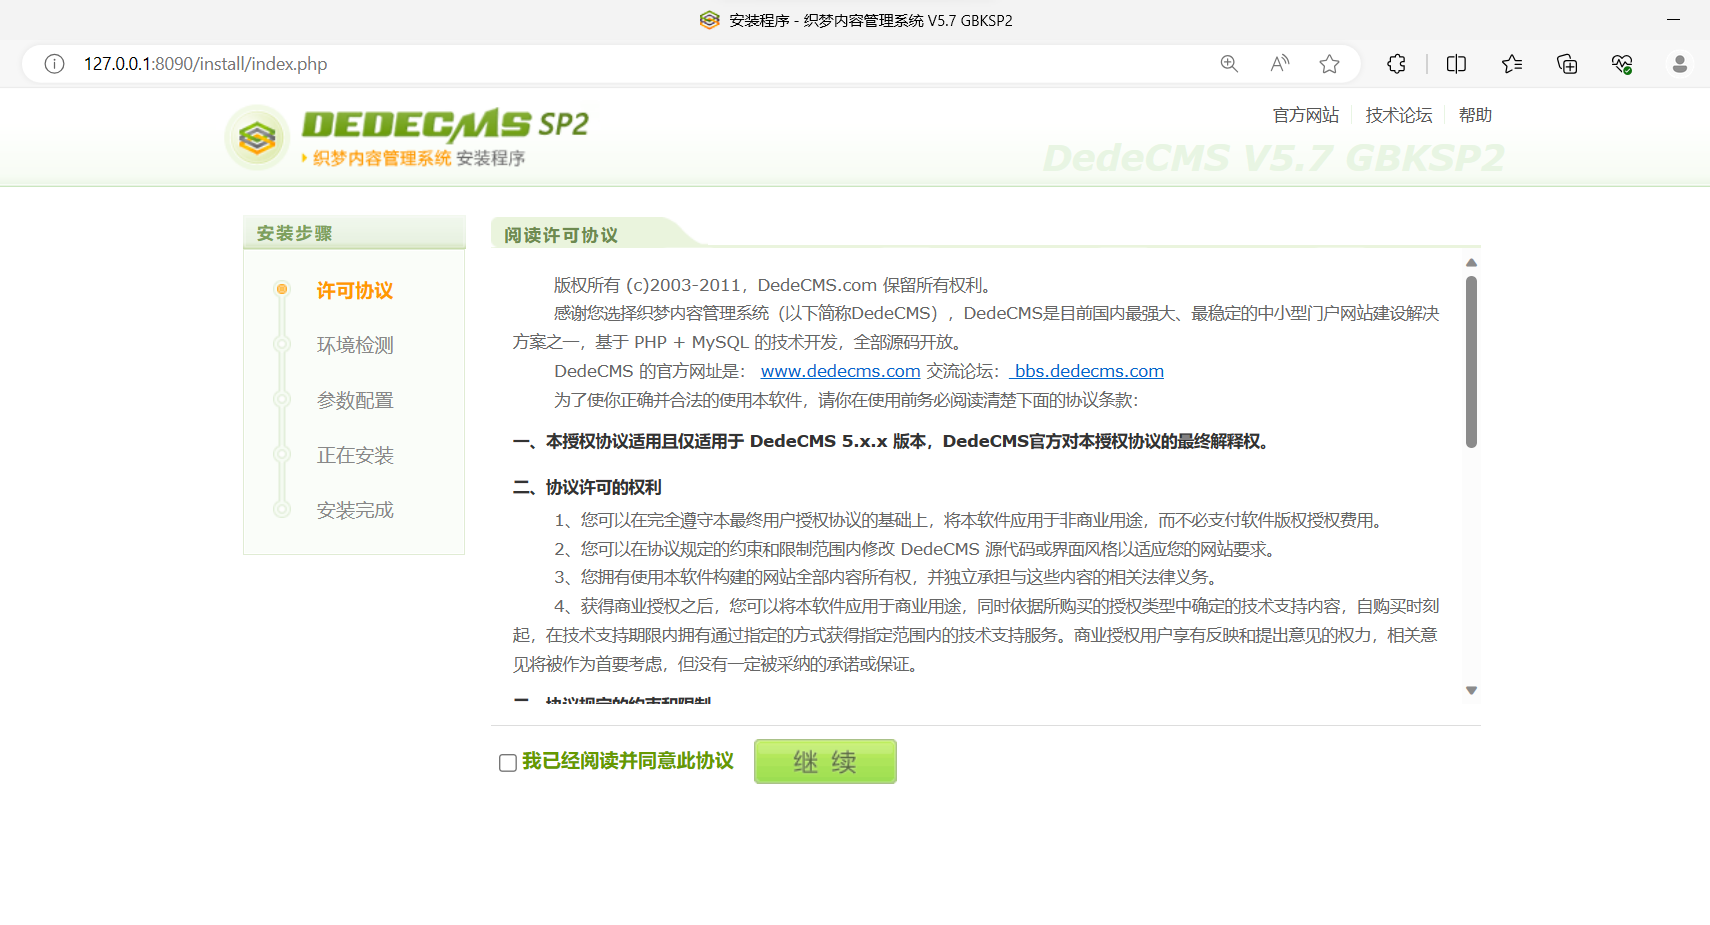 安装程序 - 织梦内容管理系统 V5.7 GBKSP2
127.0.0.1:8090/install/index.php
DEDECMS SP2
织梦内容管理系统 安装程序
官方网站 技术论坛 帮助
DedeCMS V5.7 GBKSP2
安装步骤
许可协议
环境检测
参数配置
正在安装
安装完成
阅读许可协议
版权所有 (c)2003-2011，DedeCMS.com 保留所有权利。
感谢您选择织梦内容管理系统（以下简称DedeCMS），DedeCMS是目前国内最强大、最稳定的中小型门户网站建设解决
方案之一，基于 PHP + MySQL 的技术开发，全部源码开放。
DedeCMS 的官方网址是： www.dedecms.com 交流论坛： bbs.dedecms.com
为了使你正确并合法的使用本软件，请你在使用前务必阅读清楚下面的协议条款：
一、本授权协议适用且仅适用于 DedeCMS 5.x.x 版本，DedeCMS官方对本授权协议的最终解释权。
二、协议许可的权利
1、您可以在完全遵守本最终用户授权协议的基础上，将本软件应用于非商业用途，而不必支付软件版权授权费用。
2、您可以在协议规定的约束和限制范围内修改 DedeCMS 源代码或界面风格以适应您的网站要求。
3、您拥有使用本软件构建的网站全部内容所有权，并独立承担与这些内容的相关法律义务。
4、获得商业授权之后，您可以将本软件应用于商业用途，同时依据所购买的授权类型中确定的技术支持内容，自购买时刻
起，在技术支持期限内拥有通过指定的方式获得指定范围内的技术支持服务。商业授权用户享有反映和提出意见的权力，相关意
见将被作为首要考虑，但没有一定被采纳的承诺或保证。
协议规定的约束和限制
我已经阅读并同意此协议
继 续